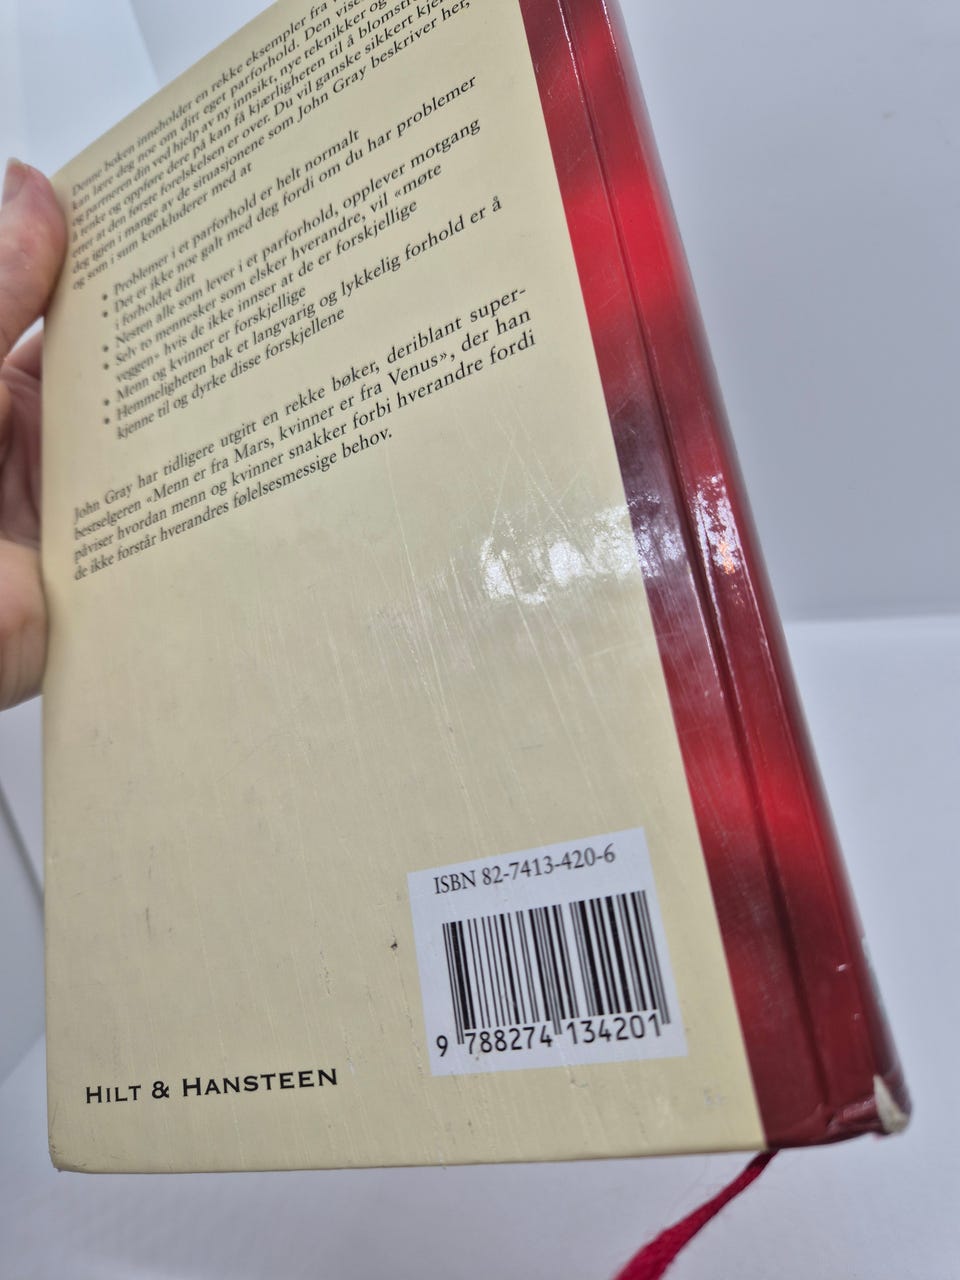 Denne boken inneholder en rekke eksempler fra
kan lære deg noe om ditt eget parforhold. Den viser
og partneren din ved hjelp av ny innsikt, nye teknikker og
å tenke og oppføre dere på kan få kjærligheten til å blomstre
etter at den første forelskelsen er over. Du vil ganske sikkert
deg igjen i mange av de situasjonene som John Gray beskriver her,
og som i sum konkluderer med at
• Problemer i et parforhold er helt normalt
• Det er ikke noe galt med deg fordi om du har problemer
i forholdet ditt
• Nesten alle som lever i et parforhold, opplever motgang
• Selv to mennesker som elsker hverandre, vil «møte
veggen» hvis de ikke innser at de er forskjellige
• Menn og kvinner er forskjellige
• Hemmeligheten bak et langvarig og lykkelig forhold er å
kjenne til og dyrke disse forskjellene
John Gray har tidligere utgitt en rekke bøker, deriblant super-
bestselgeren «Menn er fra Mars, kvinner er fra Venus», der han
påviser hvordan menn og kvinner snakker forbi hverandre fordi
de ikke forstår hverandres følelsesmessige behov.
ISBN 82-7413-420-6
9 788274 134201
HILT & HANSTEEN